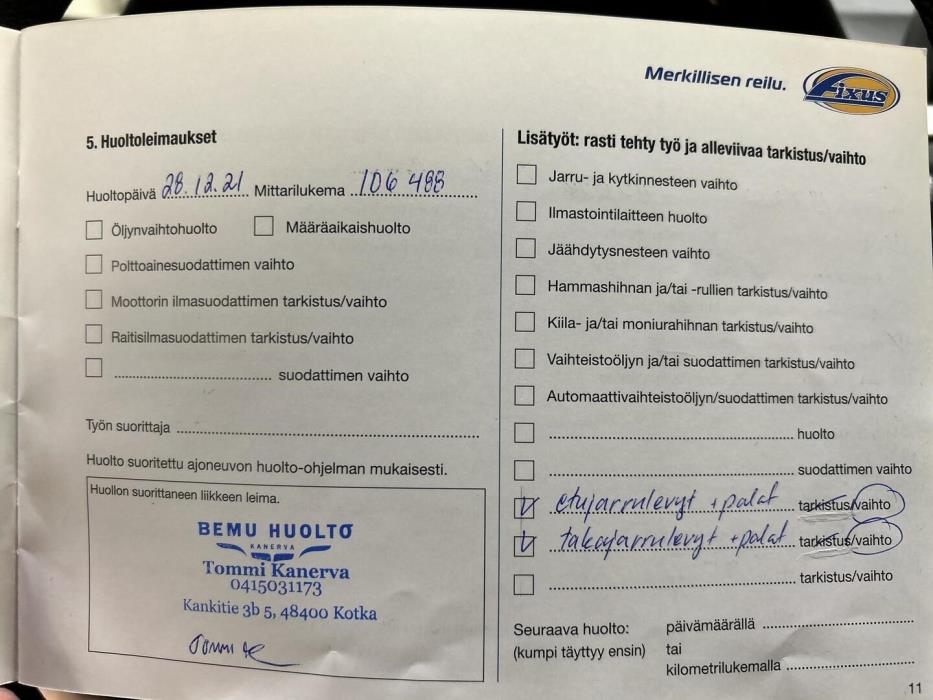 Merkillisen reilu.
Fixus
5. Huoltoleimaukset
Huoltopäivä 28.12.21 Mittarilukema 106 488
Öljynvaihtohuolto Määräaikaishuolto
Polttoainesuodattimen vaihto
Moottorin ilmasuodattimen tarkistus/vaihto
Raitisilmasuodattimen tarkistus/vaihto
suodattimen vaihto
Työn suorittaja
Huolto suoritettu ajoneuvon huolto-ohjelman mukaisesti.
Huollon suorittaneen liikkeen leima.
BEMU HUOLTO
KANERVA
Tommi Kanerva
0415031173
Kankitie 3b 5, 48400 Kotka
Tommi K
Lisätyöt: rasti tehty työ ja alleviivaa tarkistus/vaihto
Jarru- ja kytkinnesteen vaihto
Ilmastointilaitteen huolto
Jäähdytysnesteen vaihto
Hammashihnan ja/tai -rullien tarkistus/vaihto
Kiila- ja/tai moniurahihnan tarkistus/vaihto
Vaihteistoöljyn ja/tai suodattimen tarkistus/vaihto
Automaattivaihteistoöljyn/suodattimen tarkistus/vaihto
huolto
suodattimen vaihto
etujarrulevyt + palat tarkistus/vaihto
takajarrulevyt + palat tarkistus/vaihto
tarkistus/vaihto
Seuraava huolto: päivämäärällä
(kumpi täyttyy ensin) tai
kilometrilukemalla
11